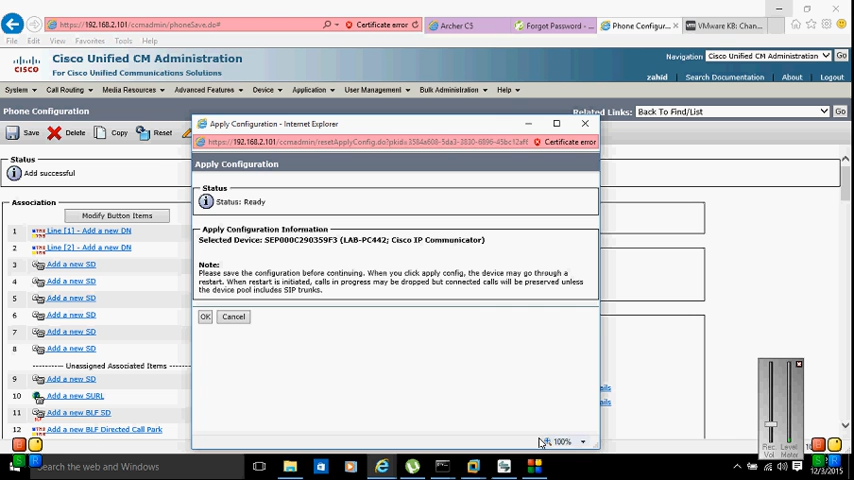 https://192.168.2.101/ccmadmin/phoneSave.do#
Certificate error
Archer C5
Forgot Password - ...
Phone Configur...
VMware KB: Chan...
File Edit View Favorites Tools Help
cisco
Cisco Unified CM Administration
For Cisco Unified Communications Solutions
Navigation Cisco Unified CM Administration Go
zahid Search Documentation About Logout
System Call Routing Media Resources Advanced Features Device Application User Management Bulk Administration Help
Phone Configuration
Related Links: Back To Find/List Go
Save Delete Copy Reset
Status
Add successful
Association
Modify Button Items
1 Line [1] - Add a new DN
2 Line [2] - Add a new DN
3 Add a new SD
4 Add a new SD
5 Add a new SD
6 Add a new SD
7 Add a new SD
8 Add a new SD
Unassigned Associated Items
9 Add a new SD
10 Add a new SURL
11 Add a new BLF SD
12 Add a new BLF Directed Call Park
Apply Configuration - Internet Explorer
Certificate error
Apply Configuration
Status
Status: Ready
Apply Configuration Information
Selected Device: SEP000C290359F3 (LAB-PC442; Cisco IP Communicator)
Note:
Please save the configuration before continuing. When you click apply config, the device may go through a
restart. When restart is initiated, calls in progress may be dropped but connected calls will be preserved unless
the device pool includes SIP trunks.
OK Cancel
100%
Rec. Vol
Level Meter
Search the web and Windows
12/3/2015